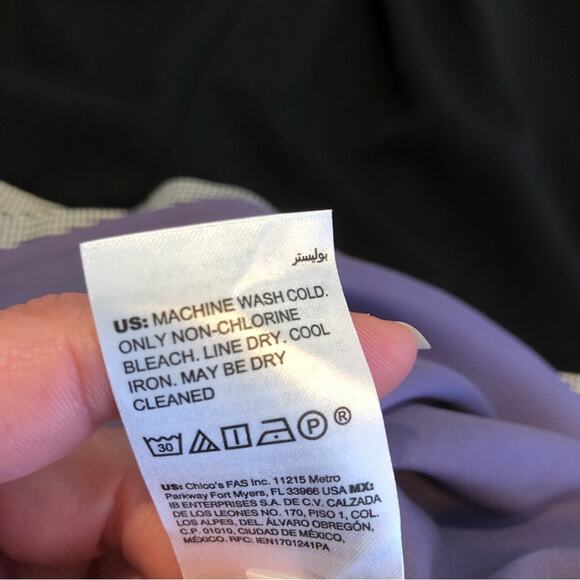 بوليستر
US: MACHINE WASH COLD.
ONLY NON-CHLORINE
BLEACH. LINE DRY. COOL
IRON. MAY BE DRY
CLEANED
30 P ®
US: Chico's FAS Inc. 11215 Metro
Parkway Fort Myers, FL 33966 USA MX:
IB ENTERPRISES S.A. DE C.V. CALZADA
DE LOS LEONES NO. 170, PISO 1, COL.
LOS ALPES, DEL. ÁLVARO OBREGÓN,
C.P. 01010, CIUDAD DE MÉXICO,
MÉXICO. RFC: IEN1701241PA